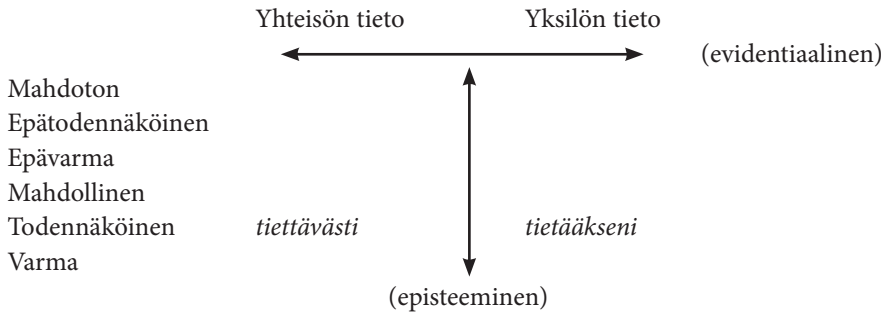 Yhteisön tieto Yksilön tieto
(evidentiaalinen)
Mahdoton
Epätodennäköinen
Epävarma
Mahdollinen
Todennäköinen tiettävästi tietääkseni
Varma
(episteeminen)